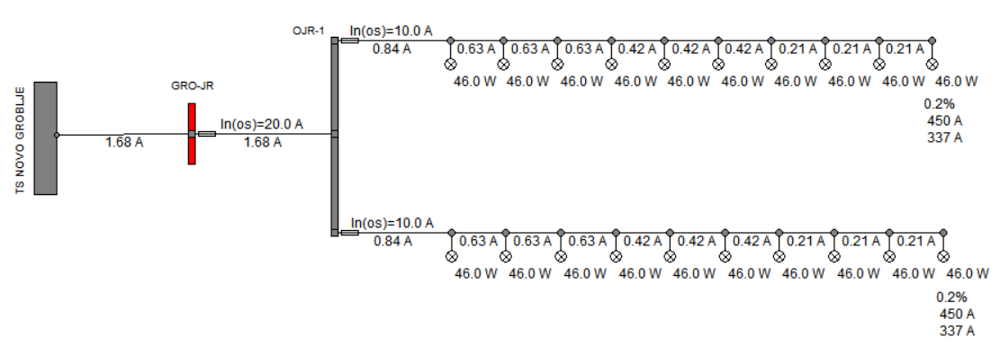 OJR-1
In(os)=10.0 A
0.84 A
0.63 A 0.63 A 0.63 A 0.42 A 0.42 A 0.42 A 0.21 A 0.21 A 0.21 A
46.0 W 46.0 W 46.0 W 46.0 W 46.0 W 46.0 W 46.0 W 46.0 W 46.0 W 46.0 W
0.2%
450 A
337 A
TS NOVO GROBLJE
1.68 A
GRO-JR
In(os)=20.0 A
1.68 A
In(os)=10.0 A
0.84 A
0.63 A 0.63 A 0.63 A 0.42 A 0.42 A 0.42 A 0.21 A 0.21 A 0.21 A
46.0 W 46.0 W 46.0 W 46.0 W 46.0 W 46.0 W 46.0 W 46.0 W 46.0 W 46.0 W
0.2%
450 A
337 A